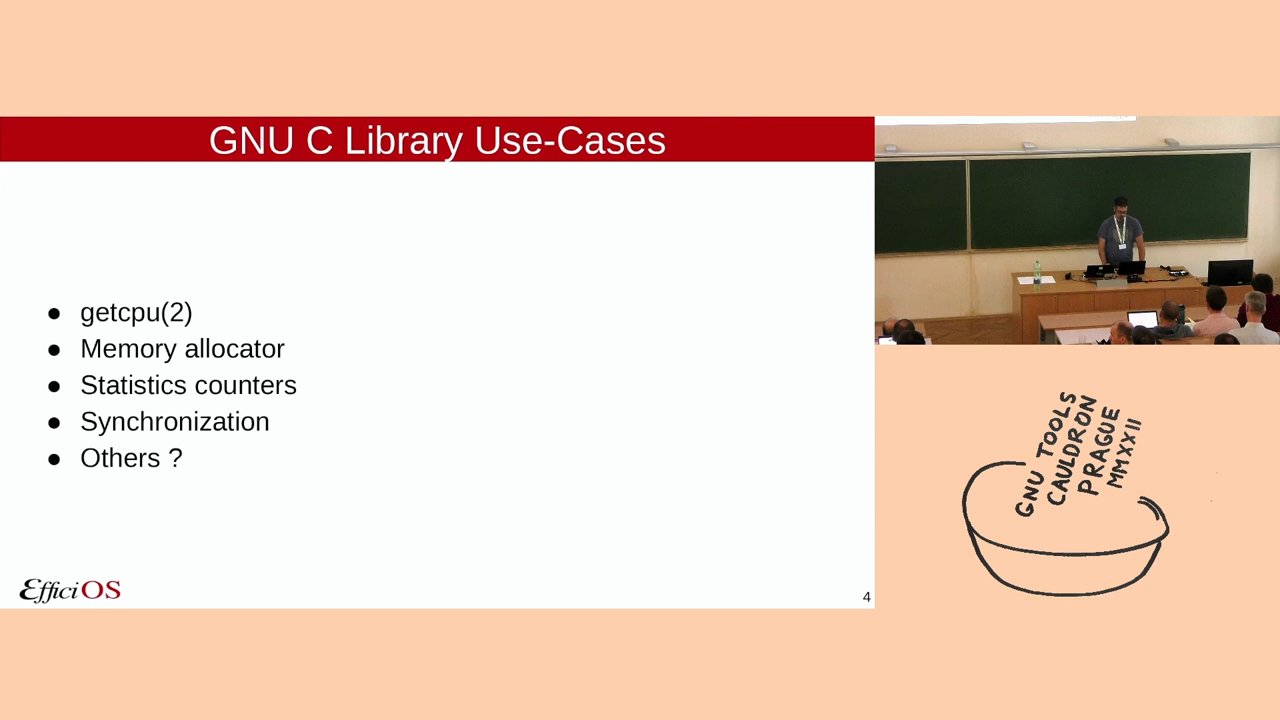 GNU C Library Use-Cases
● getcpu(2)
● Memory allocator
● Statistics counters
● Synchronization
● Others ?
EfficiOS
4
GNU TOOLS
CAULDRON
PRAGUE
MMXXII